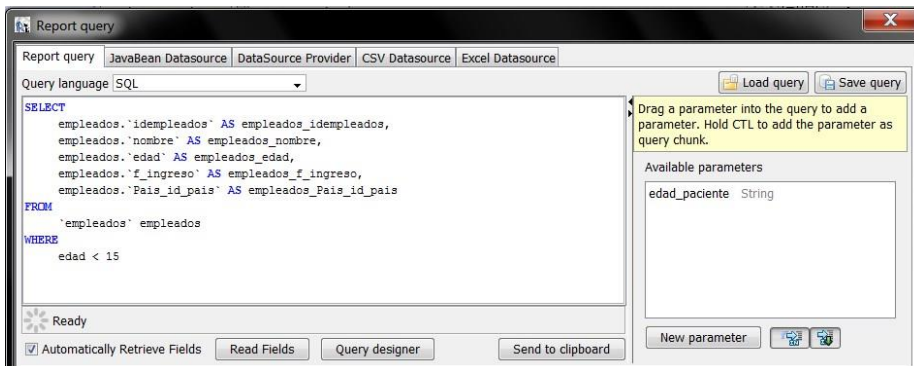 Report query
Report query JavaBean Datasource DataSource Provider CSV Datasource Excel Datasource
Query language SQL
Load query Save query
SELECT
empleados.`idempleados` AS empleados_idempleados,
empleados.`nombre` AS empleados_nombre,
empleados.`edad` AS empleados_edad,
empleados.`f_ingreso` AS empleados_f_ingreso,
empleados.`Pais_id_pais` AS empleados_Pais_id_pais
FROM
`empleados` empleados
WHERE
edad < 15
Drag a parameter into the query to add a
parameter. Hold CTL to add the parameter as
query chunk.
Available parameters
edad_paciente String
Ready
New parameter
Automatically Retrieve Fields Read Fields Query designer Send to clipboard